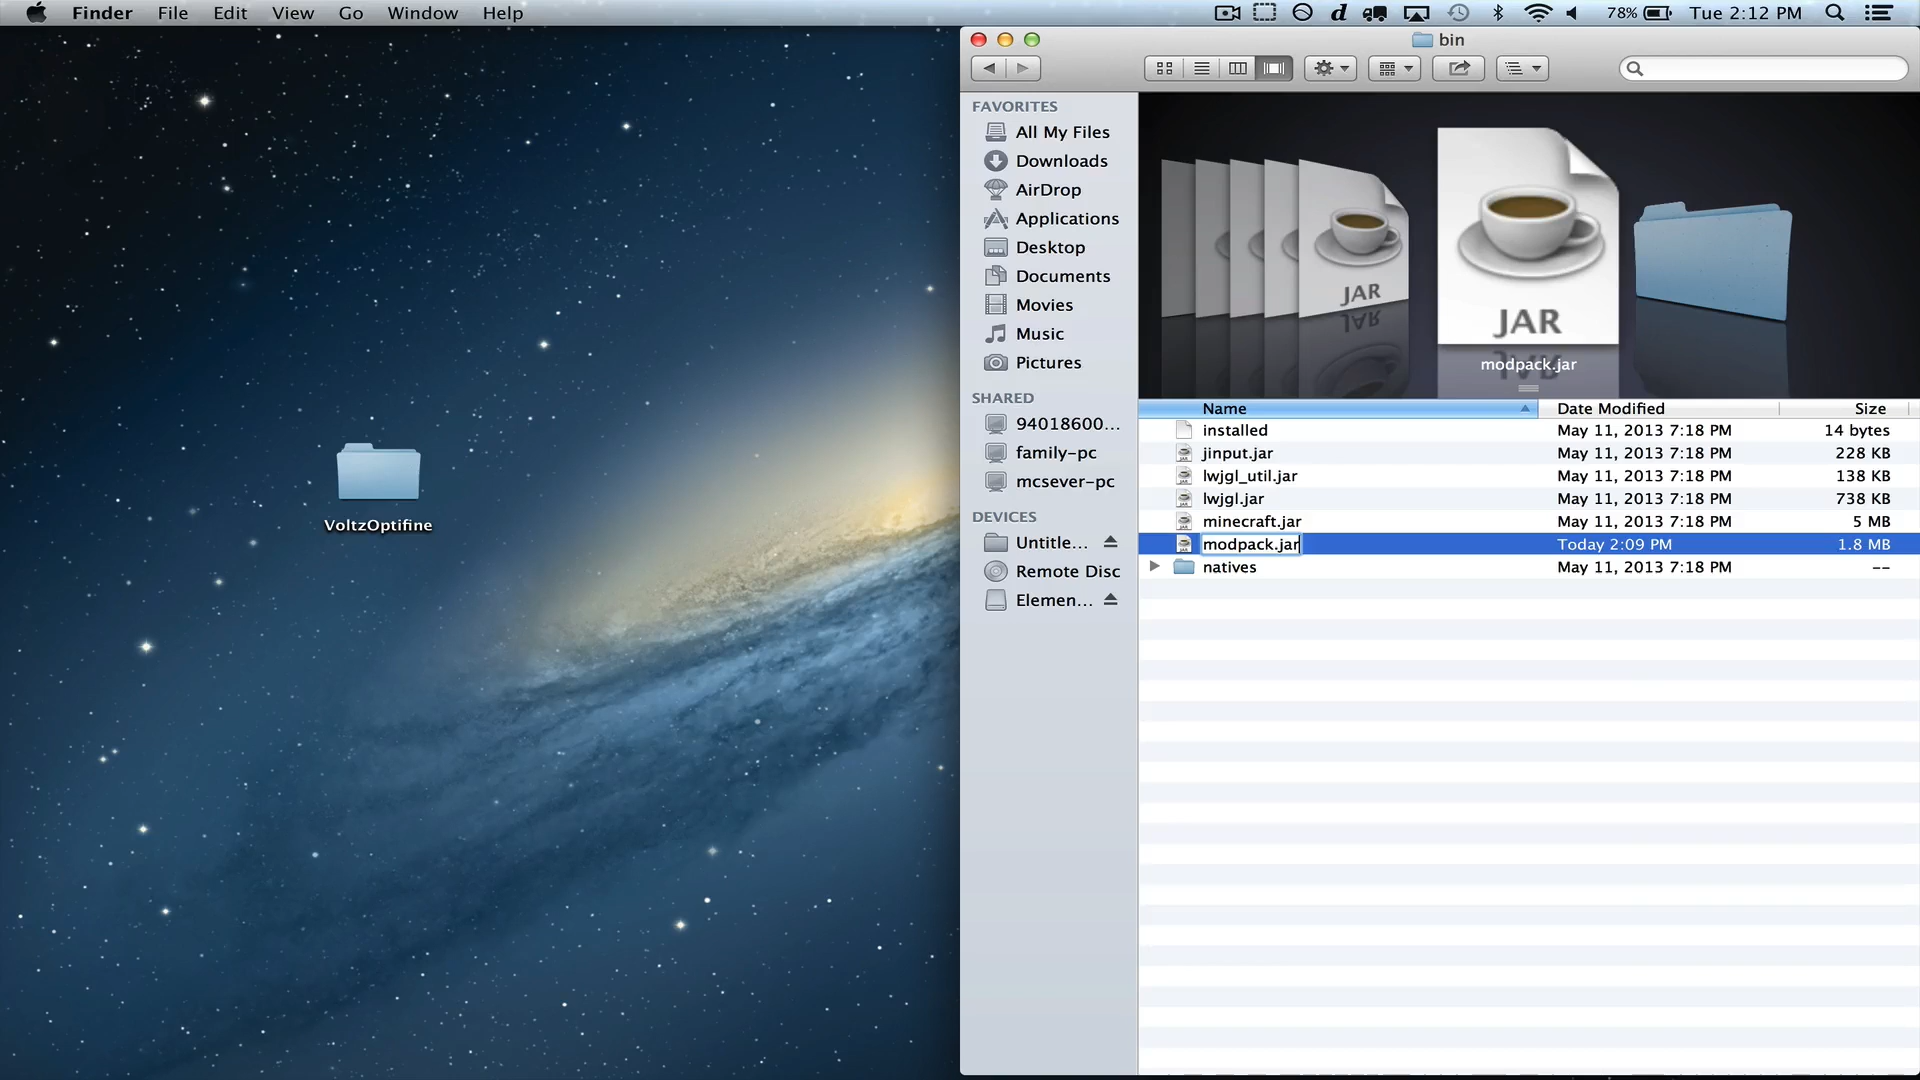 Finder File Edit View Go Window Help
78% Tue 2:12 PM
bin
FAVORITES
All My Files
Downloads
AirDrop
Applications
Desktop
Documents
Movies
Music
Pictures
SHARED
94018600...
family-pc
mcsever-pc
DEVICES
Untitle...
Remote Disc
Elemen...
JAR
JAR
modpack.jar
Name Date Modified Size
installed May 11, 2013 7:18 PM 14 bytes
jinput.jar May 11, 2013 7:18 PM 228 KB
lwjgl_util.jar May 11, 2013 7:18 PM 138 KB
lwjgl.jar May 11, 2013 7:18 PM 738 KB
minecraft.jar May 11, 2013 7:18 PM 5 MB
modpack.jar Today 2:09 PM 1.8 MB
natives May 11, 2013 7:18 PM --
VoltzOptifine